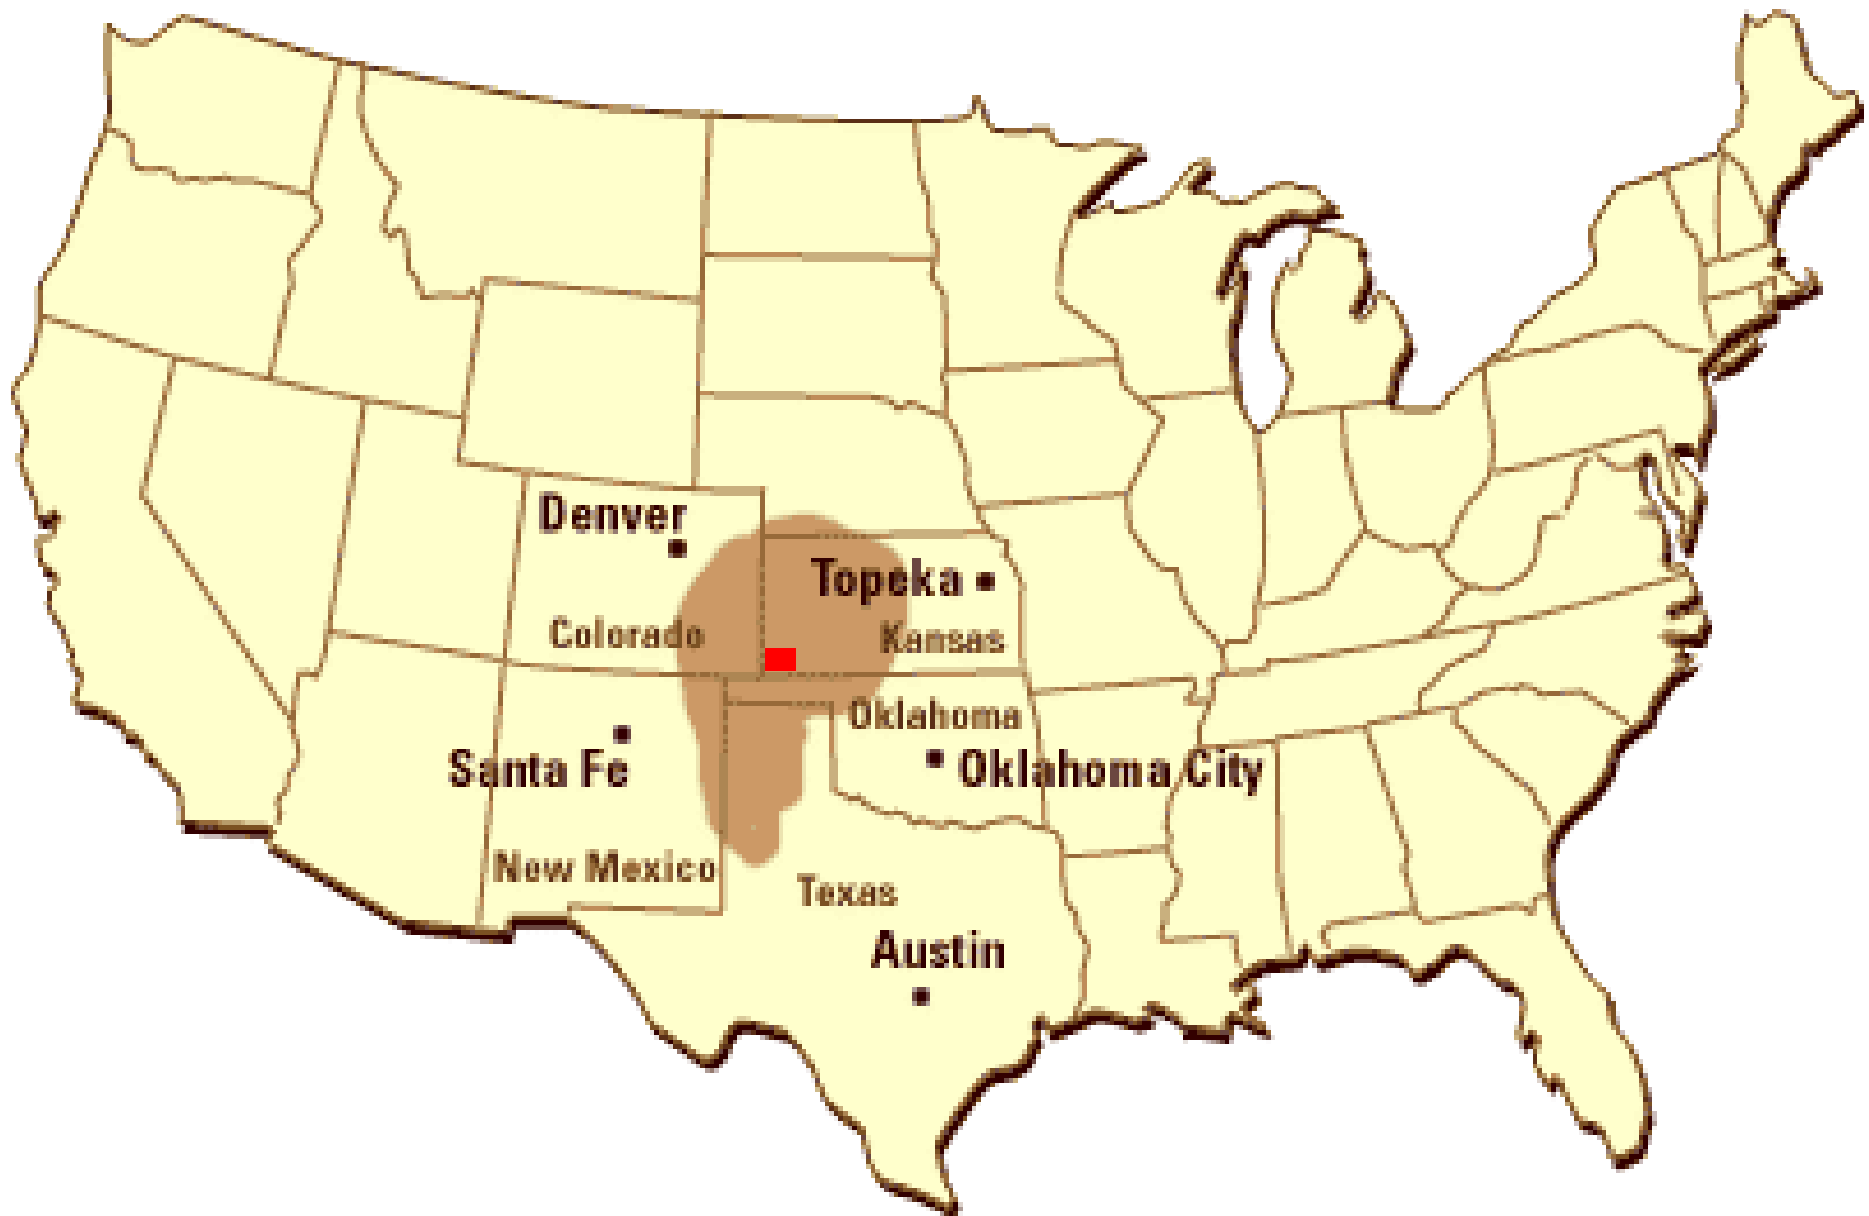 Denver
Topeka
Colorado
Kansas
Oklahoma
Santa Fe
Oklahoma City
New Mexico
Texas
Austin